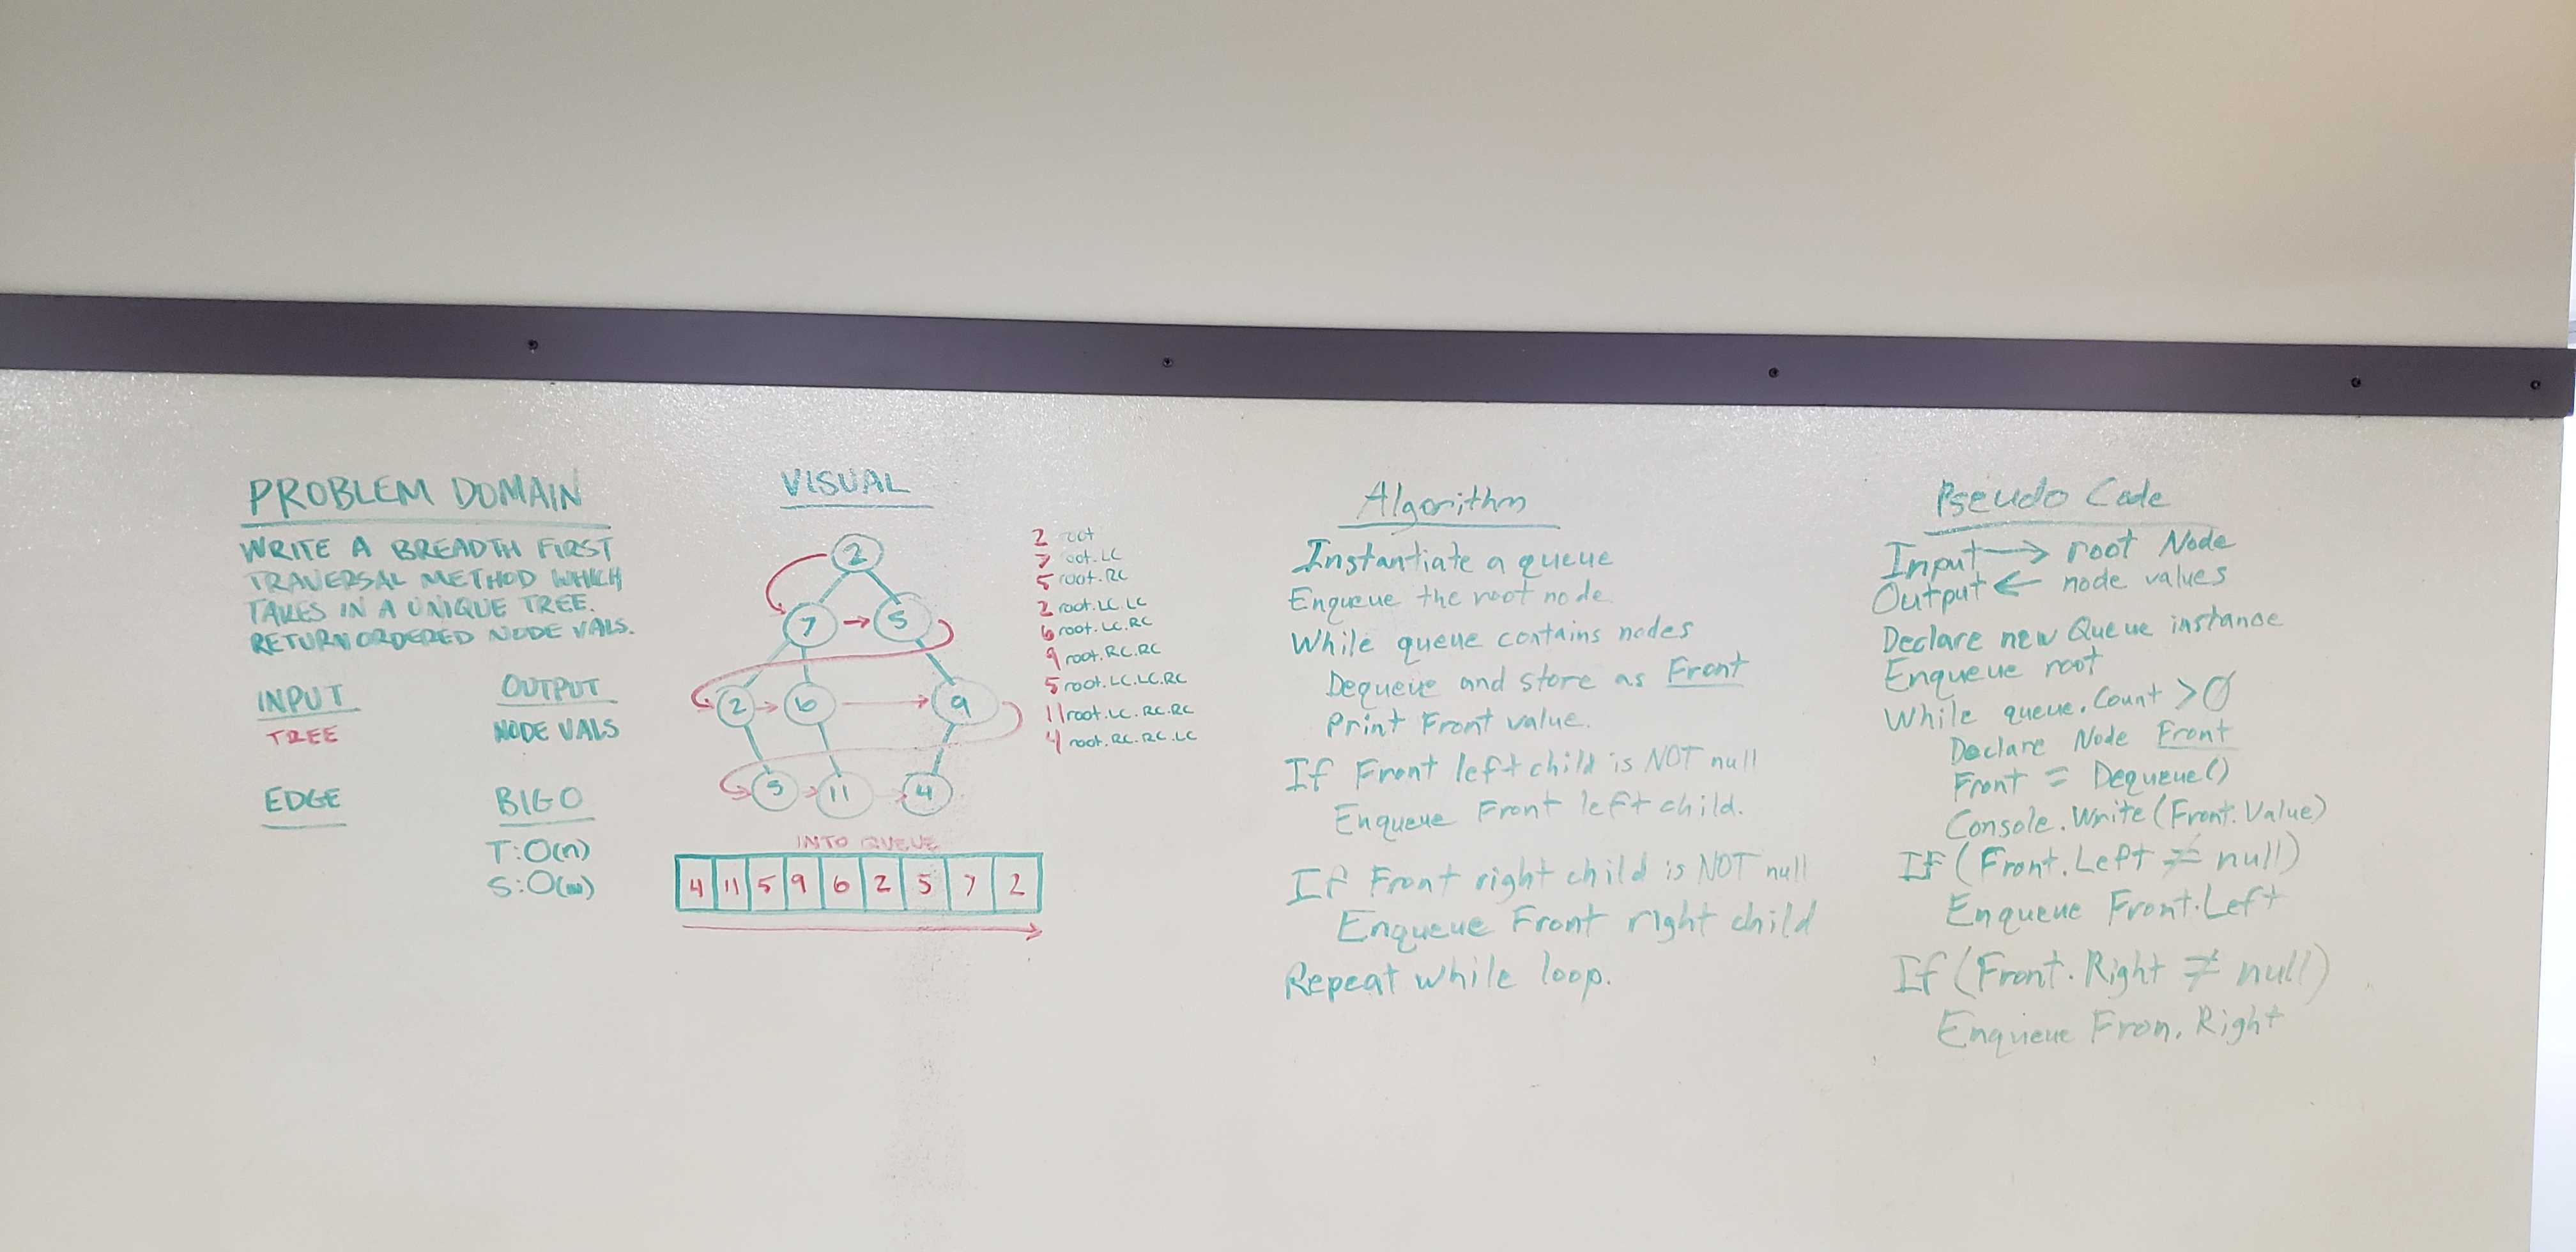 PROBLEM DOMAIN
WRITE A BREADTH FIRST
TRAVERSAL METHOD WHICH
TAKES IN A UNIQUE TREE.
RETURN ORDERED NODE VALS.
INPUT
TREE
OUTPUT
NODE VALS
EDGE
BIG O
T:O(n)
S:O(w)
VISUAL
2
7 → 5
2 → 6 → 9
5 → 11 → 4
2 root
7 root.LC
5 root.RC
2 root.LC.LC
6 root.LC.RC
9 root.RC.RC
5 root.LC.LC.RC
11 root.LC.RC.RC
4 root.RC.RC.LC
INTO QUEUE
4 11 5 9 6 2 5 7 2
Algorithm
Instantiate a queue
Enqueue the root node
While queue contains nodes
Dequeue and store as Front
Print Front value.
If Front left child is NOT null
Enqueue Front left child.
If Front right child is NOT null
Enqueue Front right child
Repeat while loop.
Pseudo Code
Input → root Node
Output ← node values
Declare new Queue instance
Enqueue root
While queue.Count > 0
Declare Node Front
Front = Dequeue()
Console.Write(Front.Value)
If (Front.Left ≠ null)
Enqueue Front.Left
If (Front.Right ≠ null)
Enqueue Fron.Right